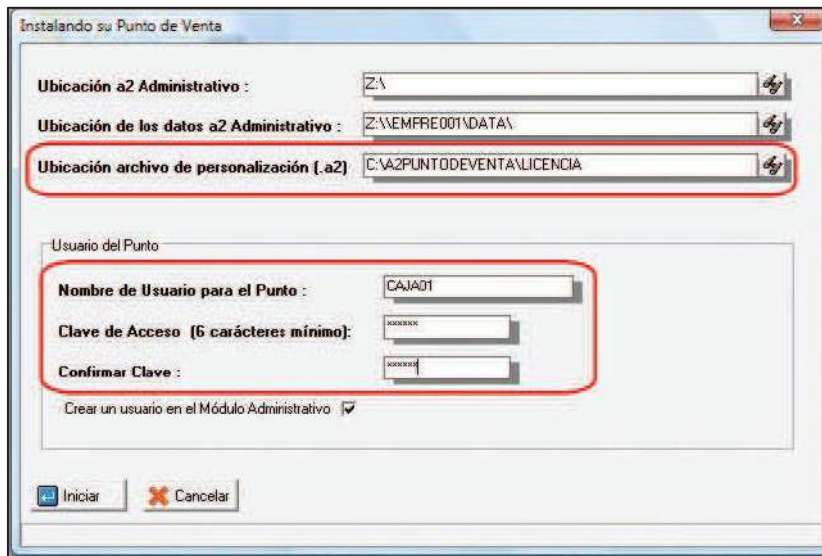 Instalando su Punto de Venta
Ubicación a2 Administrativo : Z:\
Ubicación de los datos a2 Administrativo : Z:\\EMPRE001\DATA\
Ubicación archivo de personalización (.a2) C:\A2PUNTODEVENTA\LICENCIA
Usuario del Punto
Nombre de Usuario para el Punto : CAJA01
Clave de Acceso (6 carácteres mínimo): xxxxxx
Confirmar Clave : xxxxxx
Crear un usuario en el Módulo Administrativo
Iniciar Cancelar